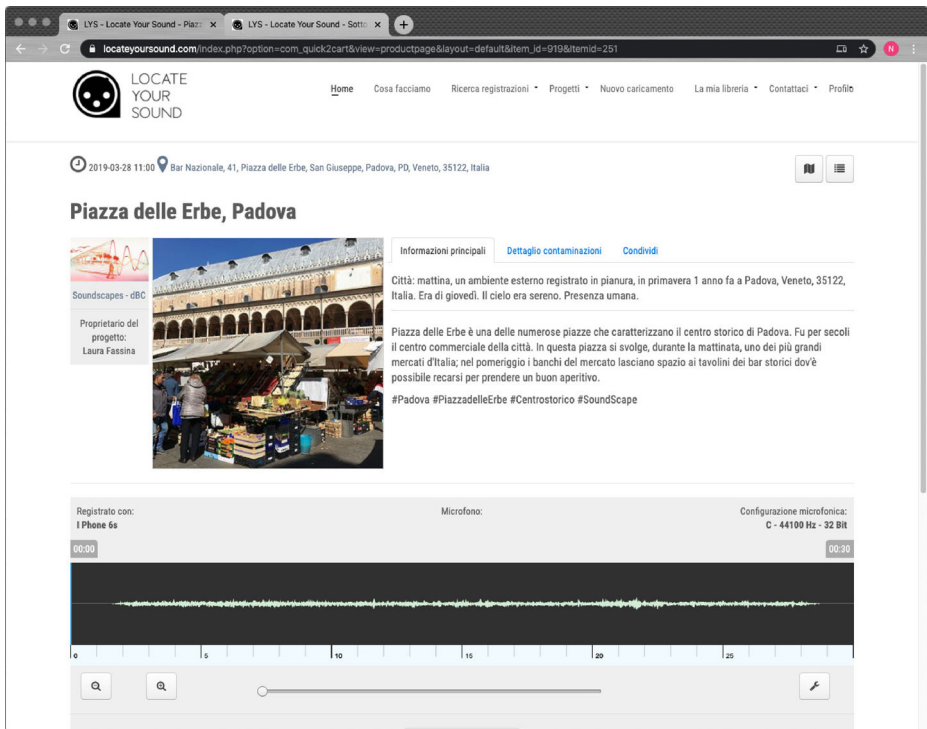 LYS - Locate Your Sound - Piaz
LYS - Locate Your Sound - Sotto
locateyoursound.com/index.php?option=com_quick2cart&view=productpage&layout=default&item_id=919&Itemid=251
N
LOCATE
YOUR
SOUND
Home Cosa facciamo Ricerca registrazioni Progetti Nuovo caricamento La mia libreria Contattaci Profilo
2019-03-28 11:00 Bar Nazionale, 41, Piazza delle Erbe, San Giuseppe, Padova, PD, Veneto, 35122, Italia
Piazza delle Erbe, Padova
Soundscapes - dBC
Proprietario del
progetto:
Laura Fassina
Informazioni principali Dettaglio contaminazioni Condividi
Città: mattina, un ambiente esterno registrato in pianura, in primavera 1 anno fa a Padova, Veneto, 35122,
Italia. Era di giovedì. Il cielo era sereno. Presenza umana.
Piazza delle Erbe è una delle numerose piazze che caratterizzano il centro storico di Padova. Fu per secoli
il centro commerciale della città. In questa piazza si svolge, durante la mattinata, uno dei più grandi
mercati d'Italia; nel pomeriggio i banchi del mercato lasciano spazio ai tavolini dei bar storici dov'è
possibile recarsi per prendere un buon aperitivo.
#Padova #PiazzadelleErbe #Centrostorico #SoundScape
Registrato con: Microfono: Configurazione microfonica:
I Phone 6s C - 44100 Hz - 32 Bit
00:00 00:30
0 5 10 15 20 25